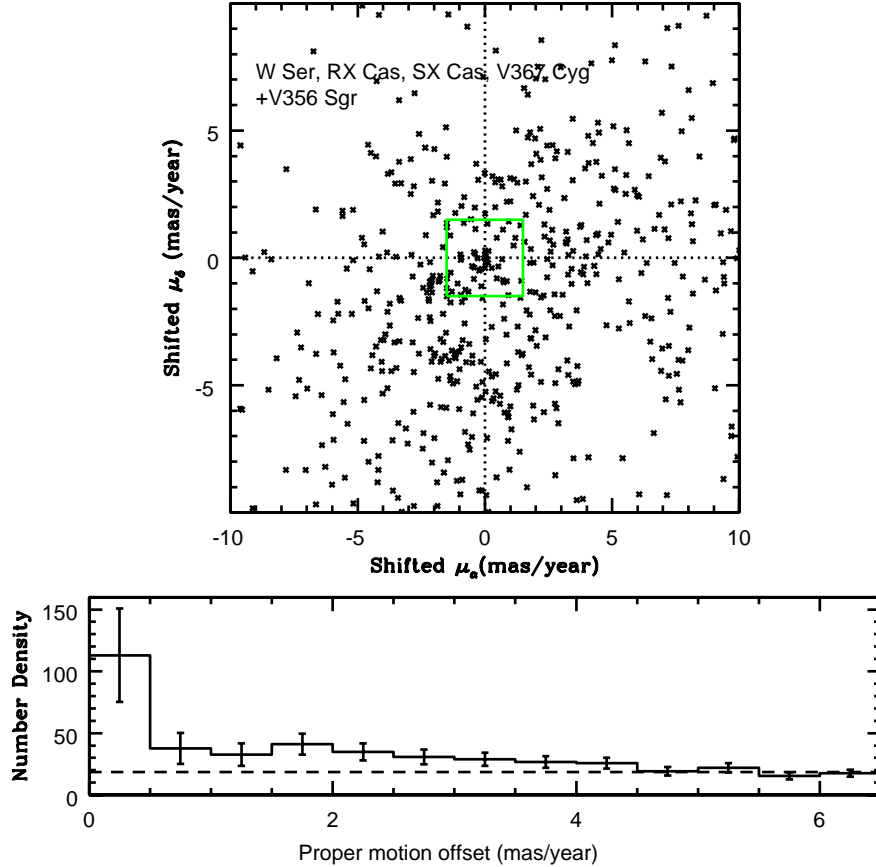 W Ser, RX Cas, SX Cas, V367 Cyg
+V356 Sgr
5
0
-5
Shifted μδ (mas/year)
-10 -5 0 5 10
Shifted μα(mas/year)
150
100
50
0
Number Density
0 2 4 6
Proper motion offset (mas/year)